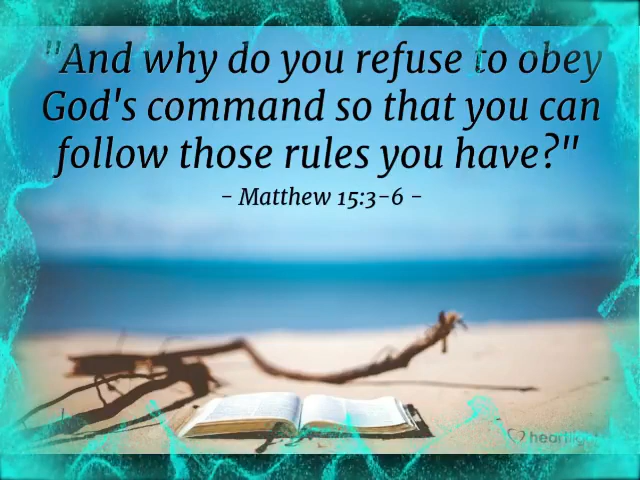 "And why do you refuse to obey
God's command so that you can
follow those rules you have?"
- Matthew 15:3-6 -